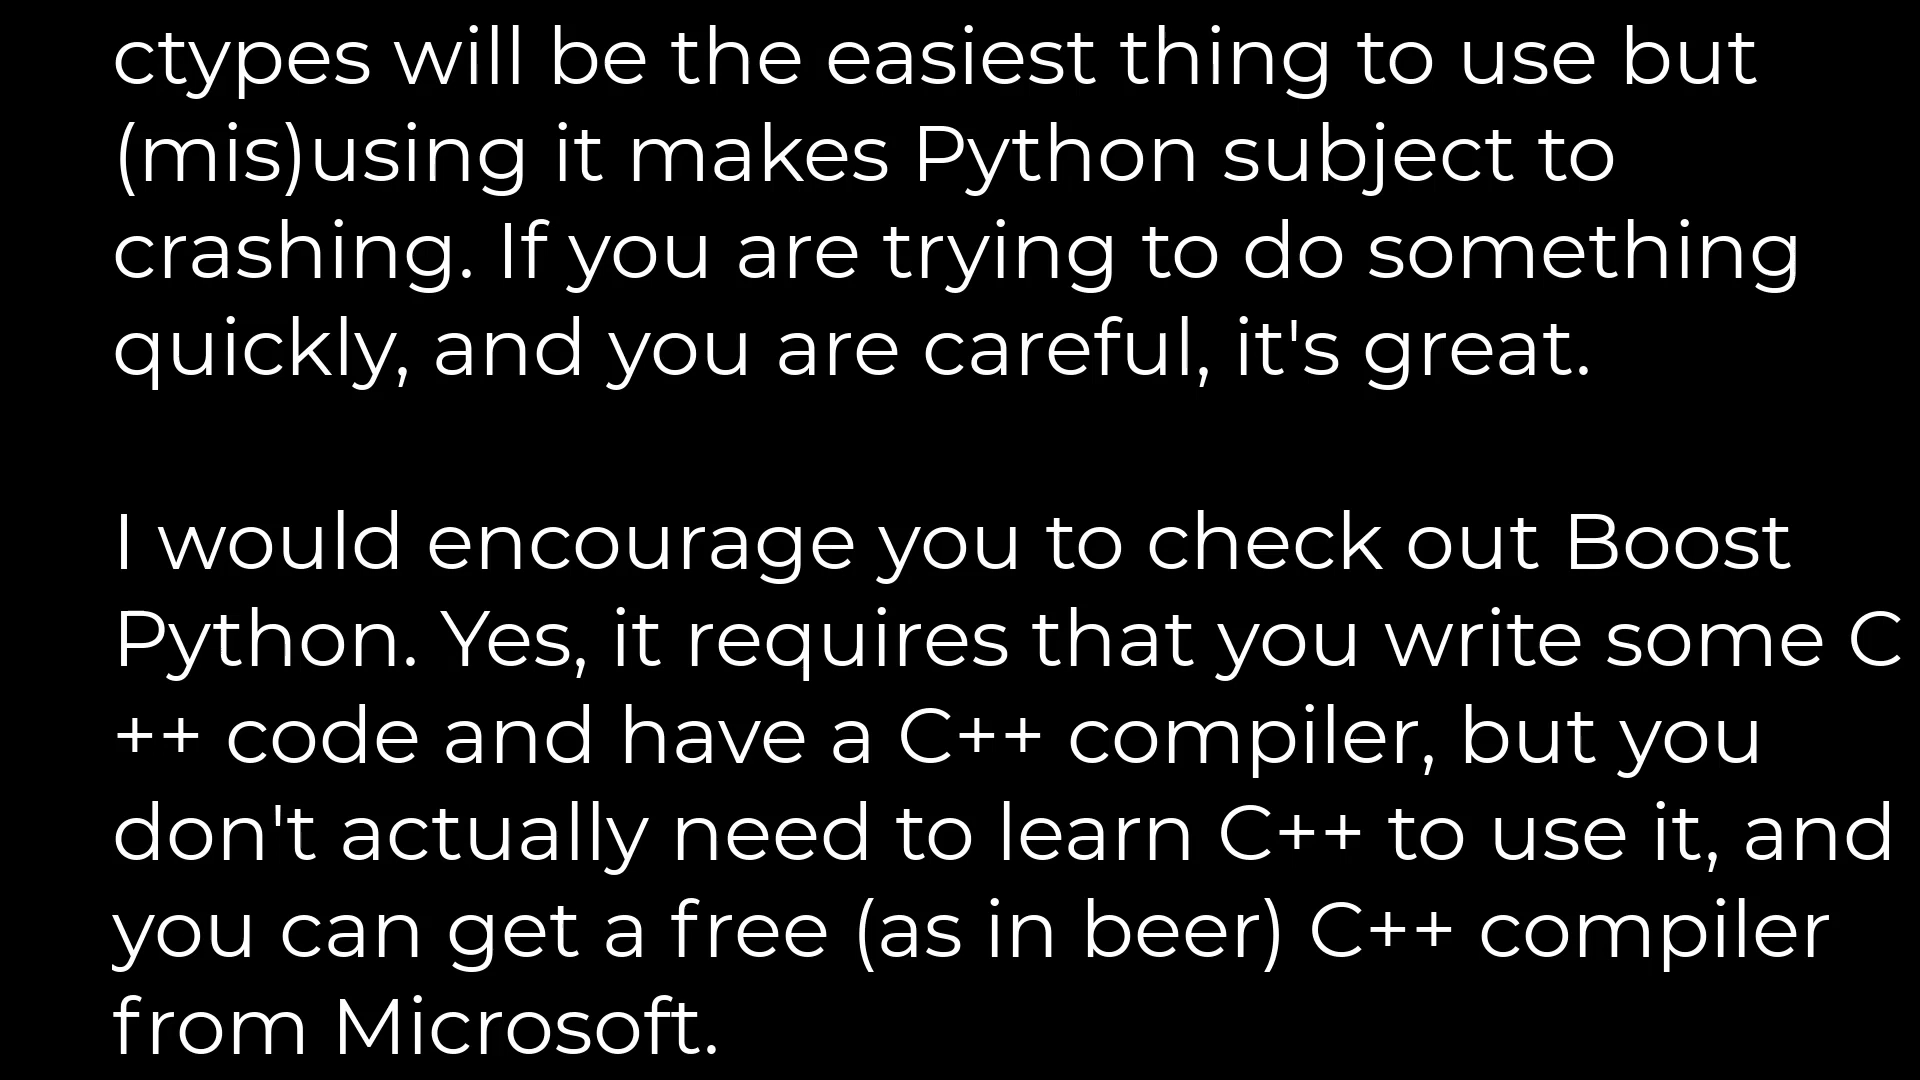 ctypes will be the easiest thing to use but
(mis)using it makes Python subject to
crashing. If you are trying to do something
quickly, and you are careful, it's great.
I would encourage you to check out Boost
Python. Yes, it requires that you write some C
++ code and have a C++ compiler, but you
don't actually need to learn C++ to use it, and
you can get a free (as in beer) C++ compiler
from Microsoft.